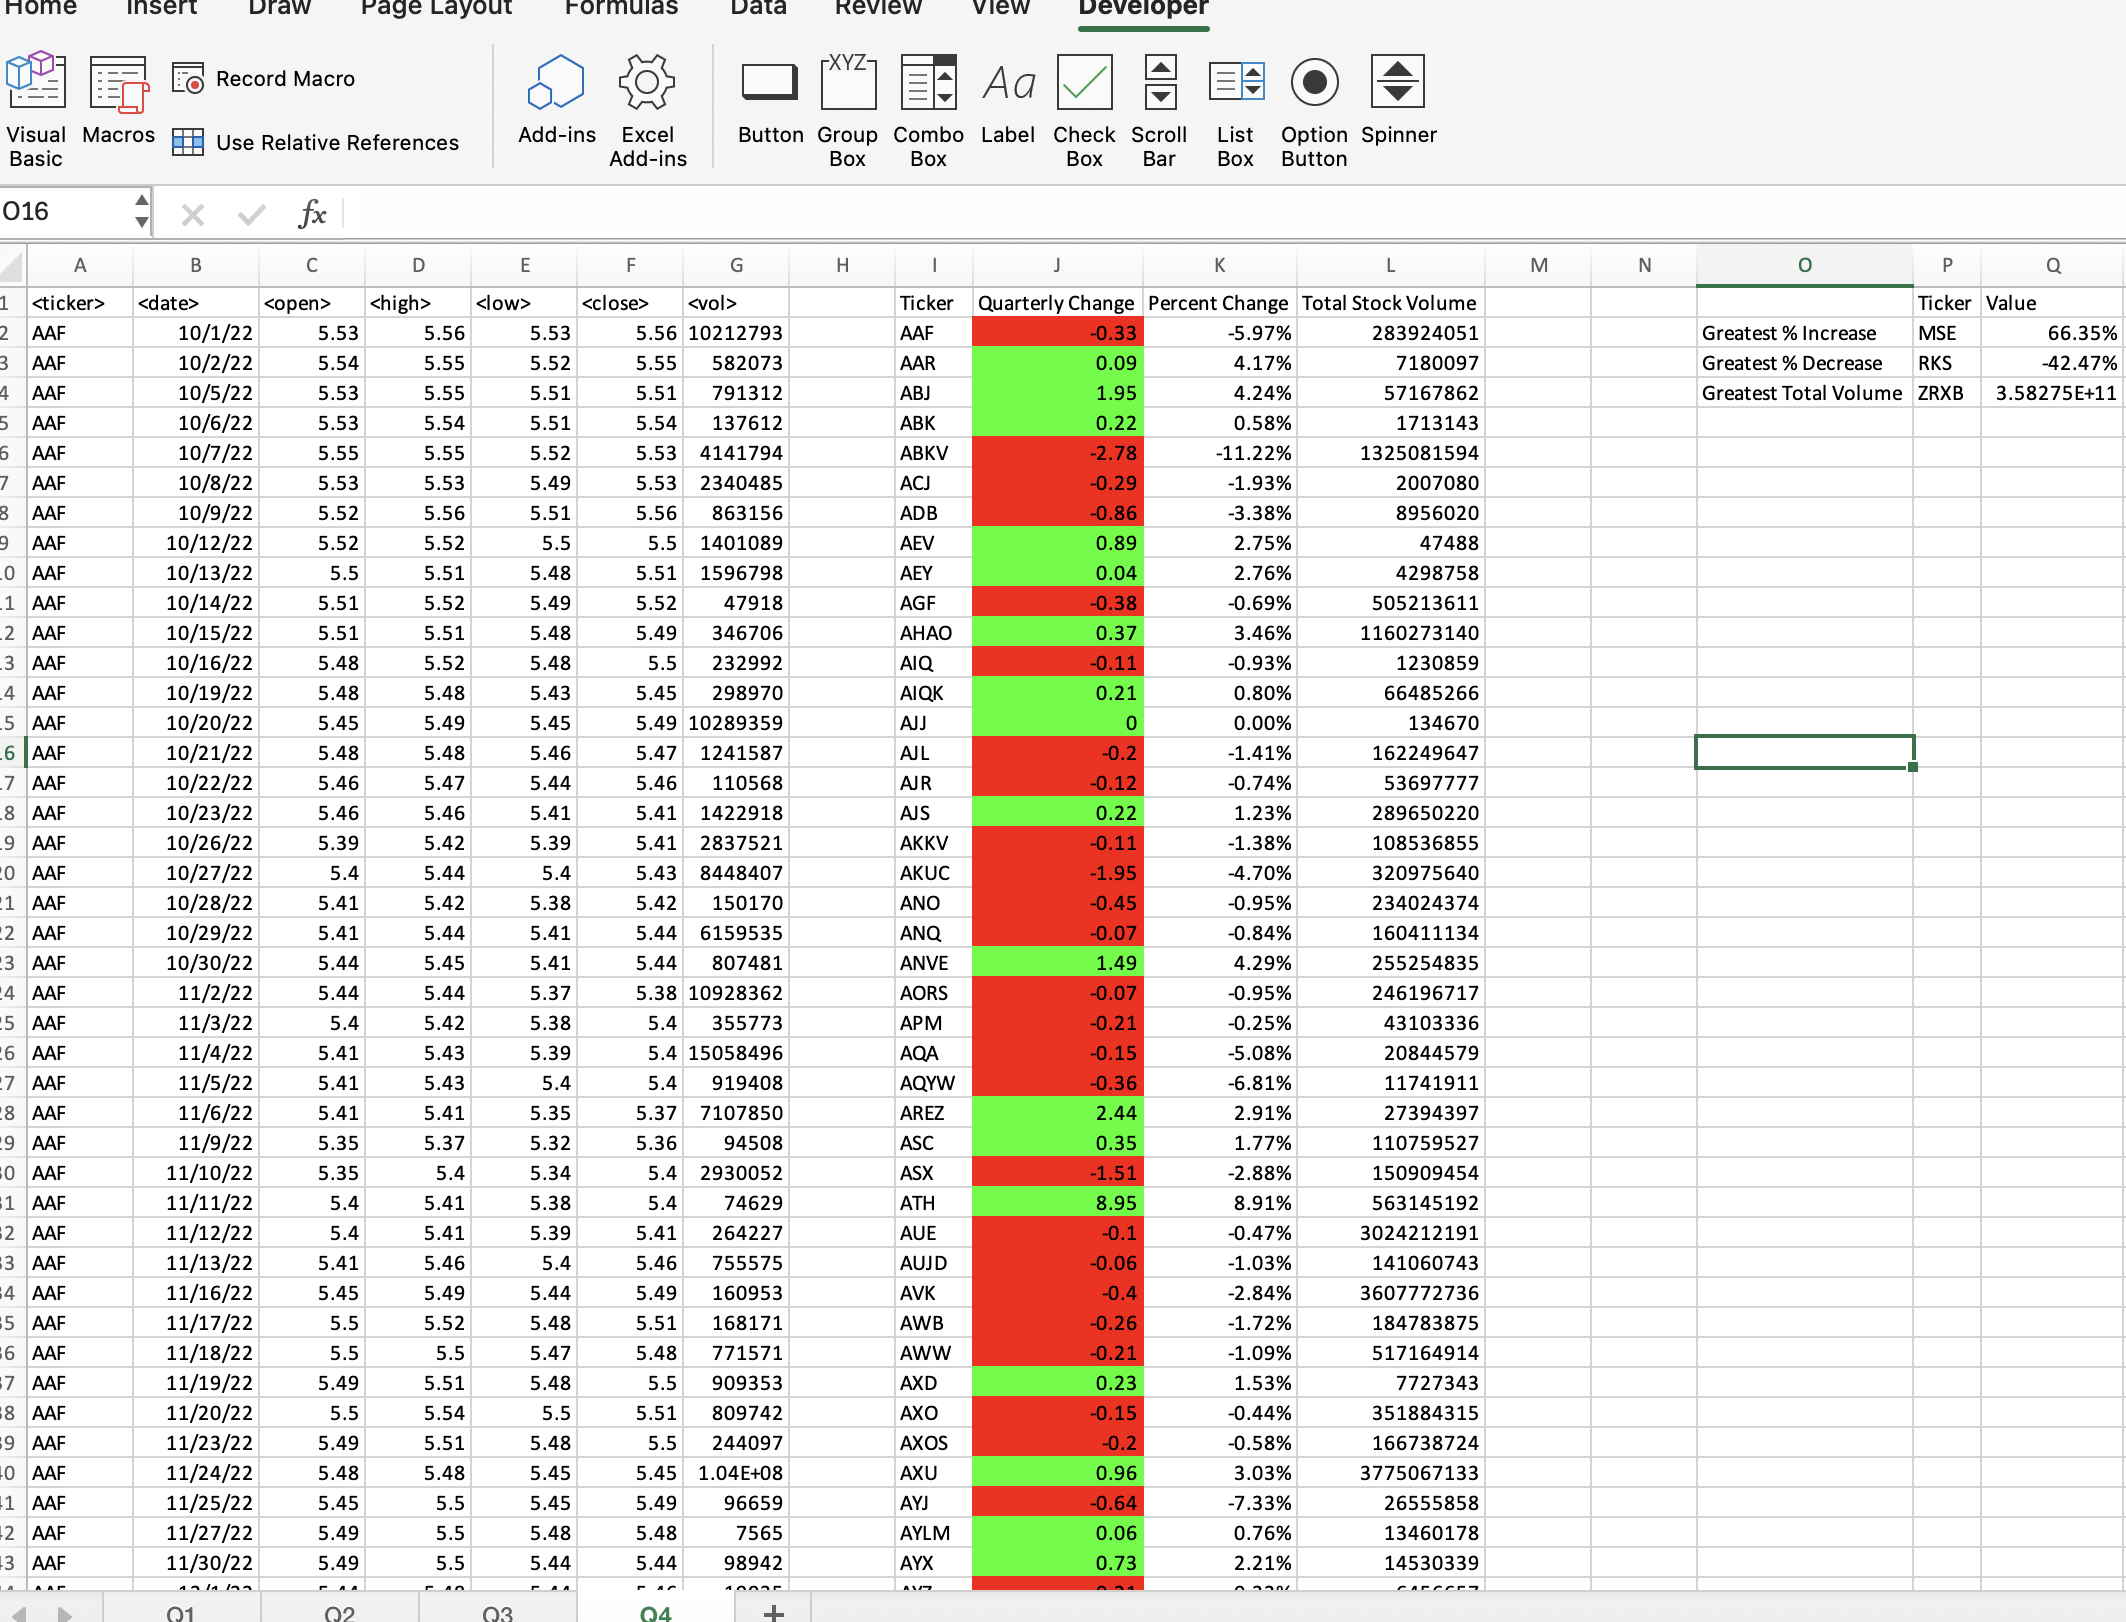 Home Insert Draw Page Layout Formulas Data Review View Developer
Record Macro
Visual Macros Add-ins Excel Button Group Combo Label Check Scroll List Option Spinner
Use Relative References
Basic Add-ins Box Box Box Bar Box Button
XYZ Aa
O16 fx
A B C D E F G H I J K L M N O P Q
1 <ticker> <date> <open> <high> <low> <close> <vol> Ticker Quarterly Change Percent Change Total Stock Volume Ticker Value
2 AAF 10/1/22 5.53 5.56 5.53 5.56 10212793 AAF -0.33 -5.97% 283924051 Greatest % Increase MSE 66.35%
3 AAF 10/2/22 5.54 5.55 5.52 5.55 582073 AAR 0.09 4.17% 7180097 Greatest % Decrease RKS -42.47%
4 AAF 10/5/22 5.53 5.55 5.51 5.51 791312 ABJ 1.95 4.24% 57167862 Greatest Total Volume ZRXB 3.58275E+11
5 AAF 10/6/22 5.53 5.54 5.51 5.54 137612 ABK 0.22 0.58% 1713143
6 AAF 10/7/22 5.55 5.55 5.52 5.53 4141794 ABKV -2.78 -11.22% 1325081594
7 AAF 10/8/22 5.53 5.53 5.49 5.53 2340485 ACJ -0.29 -1.93% 2007080
8 AAF 10/9/22 5.52 5.56 5.51 5.56 863156 ADB -0.86 -3.38% 8956020
9 AAF 10/12/22 5.52 5.52 5.5 5.5 1401089 AEV 0.89 2.75% 47488
0 AAF 10/13/22 5.5 5.51 5.48 5.51 1596798 AEY 0.04 2.76% 4298758
1 AAF 10/14/22 5.51 5.52 5.49 5.52 47918 AGF -0.38 -0.69% 505213611
2 AAF 10/15/22 5.51 5.51 5.48 5.49 346706 AHAO 0.37 3.46% 1160273140
3 AAF 10/16/22 5.48 5.52 5.48 5.5 232992 AIQ -0.11 -0.93% 1230859
4 AAF 10/19/22 5.48 5.48 5.43 5.45 298970 AIQK 0.21 0.80% 66485266
5 AAF 10/20/22 5.45 5.49 5.45 5.49 10289359 AJJ 0 0.00% 134670
6 AAF 10/21/22 5.48 5.48 5.46 5.47 1241587 AJL -0.2 -1.41% 162249647
7 AAF 10/22/22 5.46 5.47 5.44 5.46 110568 AJR -0.12 -0.74% 53697777
8 AAF 10/23/22 5.46 5.46 5.41 5.41 1422918 AJS 0.22 1.23% 289650220
9 AAF 10/26/22 5.39 5.42 5.39 5.41 2837521 AKKV -0.11 -1.38% 108536855
0 AAF 10/27/22 5.4 5.44 5.4 5.43 8448407 AKUC -1.95 -4.70% 320975640
1 AAF 10/28/22 5.41 5.42 5.38 5.42 150170 ANO -0.45 -0.95% 234024374
2 AAF 10/29/22 5.41 5.44 5.41 5.44 6159535 ANQ -0.07 -0.84% 160411134
3 AAF 10/30/22 5.44 5.45 5.41 5.44 807481 ANVE 1.49 4.29% 255254835
4 AAF 11/2/22 5.44 5.44 5.37 5.38 10928362 AORS -0.07 -0.95% 246196717
5 AAF 11/3/22 5.4 5.42 5.38 5.4 355773 APM -0.21 -0.25% 43103336
6 AAF 11/4/22 5.41 5.43 5.39 5.4 15058496 AQA -0.15 -5.08% 20844579
7 AAF 11/5/22 5.41 5.43 5.4 5.4 919408 AQYW -0.36 -6.81% 11741911
8 AAF 11/6/22 5.41 5.41 5.35 5.37 7107850 AREZ 2.44 2.91% 27394397
9 AAF 11/9/22 5.35 5.37 5.32 5.36 94508 ASC 0.35 1.77% 110759527
0 AAF 11/10/22 5.35 5.4 5.34 5.4 2930052 ASX -1.51 -2.88% 150909454
1 AAF 11/11/22 5.4 5.41 5.38 5.4 74629 ATH 8.95 8.91% 563145192
2 AAF 11/12/22 5.4 5.41 5.39 5.41 264227 AUE -0.1 -0.47% 3024212191
3 AAF 11/13/22 5.41 5.46 5.4 5.46 755575 AUJD -0.06 -1.03% 141060743
4 AAF 11/16/22 5.45 5.49 5.44 5.49 160953 AVK -0.4 -2.84% 3607772736
5 AAF 11/17/22 5.5 5.52 5.48 5.51 168171 AWB -0.26 -1.72% 184783875
6 AAF 11/18/22 5.5 5.5 5.47 5.48 771571 AWW -0.21 -1.09% 517164914
7 AAF 11/19/22 5.49 5.51 5.48 5.5 909353 AXD 0.23 1.53% 7727343
8 AAF 11/20/22 5.5 5.54 5.5 5.51 809742 AXO -0.15 -0.44% 351884315
9 AAF 11/23/22 5.49 5.51 5.48 5.5 244097 AXOS -0.2 -0.58% 166738724
0 AAF 11/24/22 5.48 5.48 5.45 5.45 1.04E+08 AXU 0.96 3.03% 3775067133
1 AAF 11/25/22 5.45 5.5 5.45 5.49 96659 AYJ -0.64 -7.33% 26555858
2 AAF 11/27/22 5.49 5.5 5.48 5.48 7565 AYLM 0.06 0.76% 13460178
3 AAF 11/30/22 5.49 5.5 5.44 5.44 98942 AYX 0.73 2.21% 14530339
Q1 Q2 Q3 Q4 +